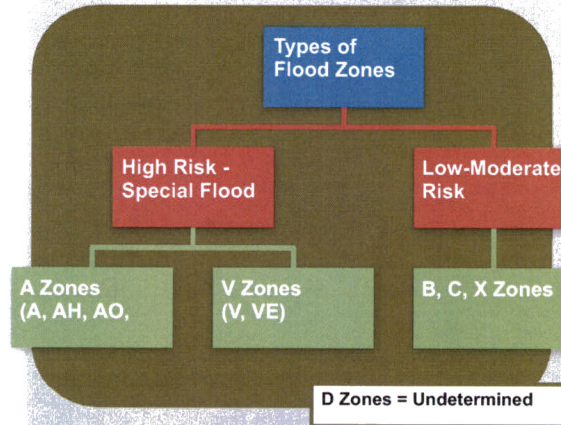 Types of
Flood Zones
High Risk -
Special Flood
Low-Moderate
Risk
A Zones
(A, AH, AO,
V Zones
(V, VE)
B, C, X Zones
D Zones = Undetermined